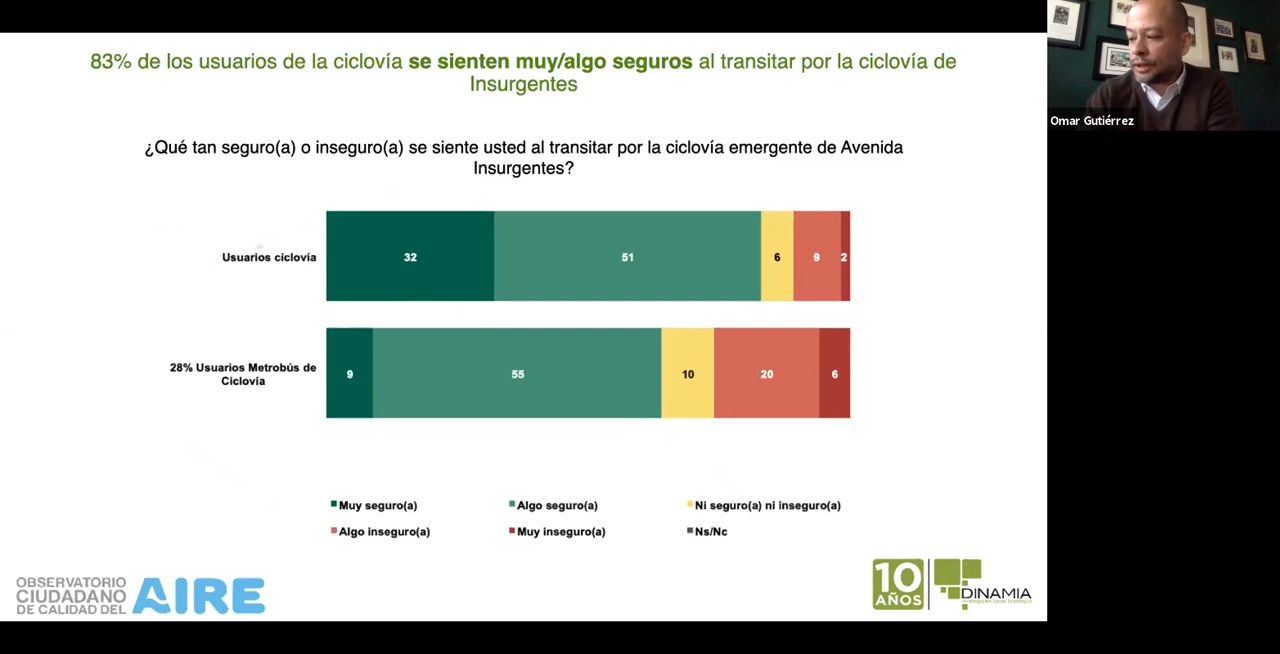 83% de los usuarios de la ciclovía se sienten muy/algo seguros al transitar por la ciclovía de
Insurgentes
Omar Gutiérrez
¿Qué tan seguro(a) o inseguro(a) se siente usted al transitar por la ciclovía emergente de Avenida
Insurgentes?
Usuarios ciclovía
32
51
6
9
2
28% Usuarios Metrobús de
Ciclovía
9
55
10
20
6
Muy seguro(a)
Algo seguro(a)
Ni seguro(a) ni inseguro(a)
Algo inseguro(a)
Muy inseguro(a)
Ns/Nc
OBSERVATORIO
CIUDADANO
DE CALIDAD DEL
AIRE
10
AÑOS
DINAMIA